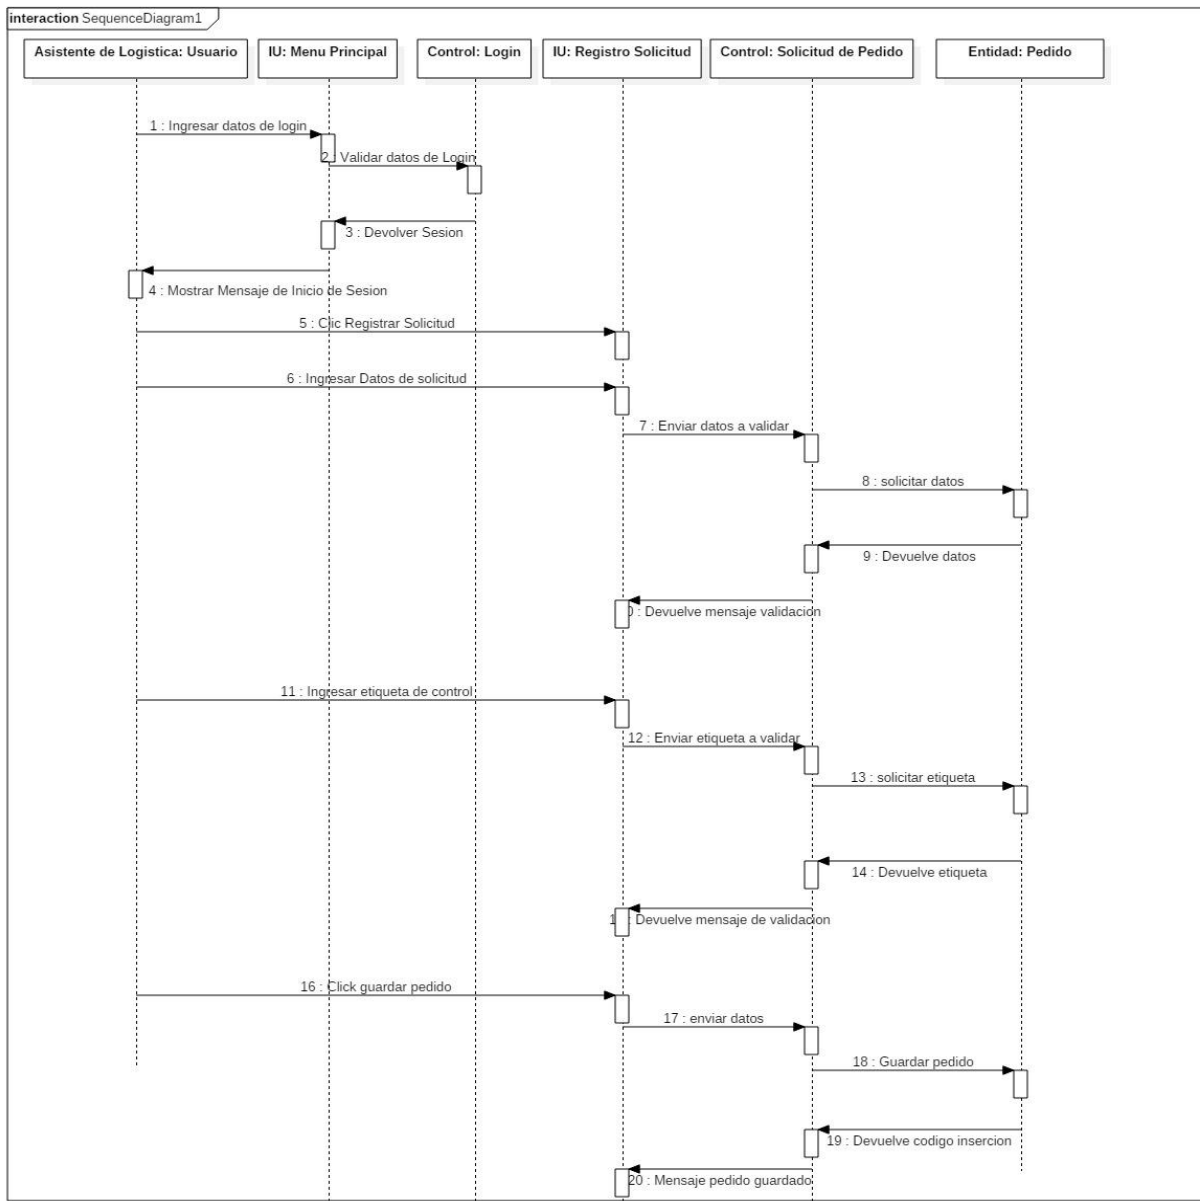 interaction SequenceDiagram1
Asistente de Logistica: Usuario
IU: Menu Principal
Control: Login
IU: Registro Solicitud
Control: Solicitud de Pedido
Entidad: Pedido
1 : Ingresar datos de login
2 : Validar datos de Login
3 : Devolver Sesion
4 : Mostrar Mensaje de Inicio de Sesion
5 : Clic Registrar Solicitud
6 : Ingresar Datos de solicitud
7 : Enviar datos a validar
8 : solicitar datos
9 : Devuelve datos
: Devuelve mensaje validacion
11 : Ingresar etiqueta de control
12 : Enviar etiqueta a validar
13 : solicitar etiqueta
14 : Devuelve etiqueta
: Devuelve mensaje de validacion
16 : Click guardar pedido
17 : enviar datos
18 : Guardar pedido
19 : Devuelve codigo insercion
20 : Mensaje pedido guardado